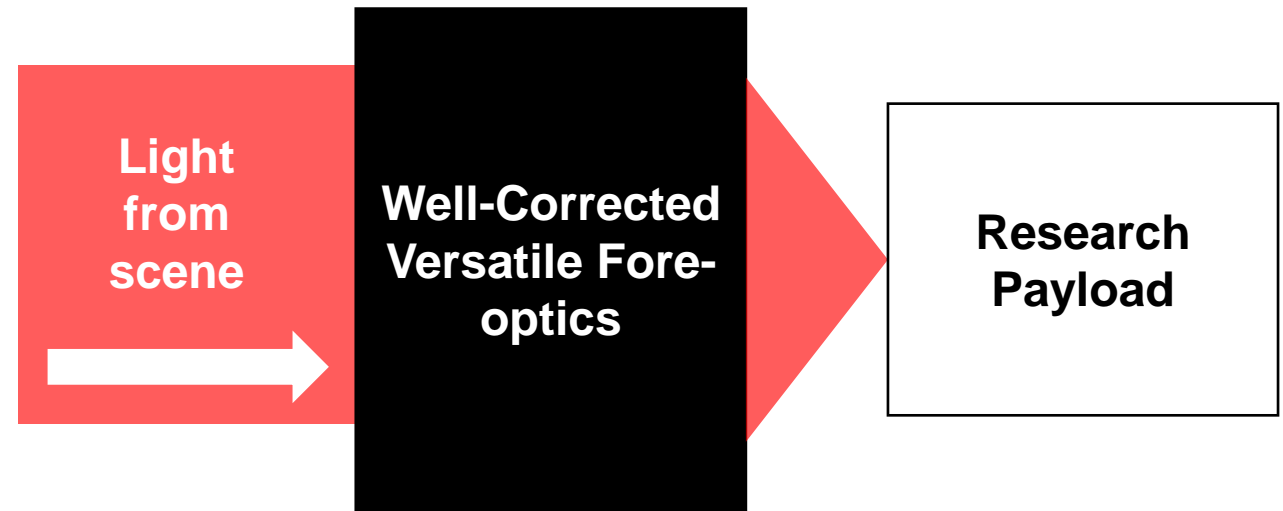 Light
from
scene
Well-Corrected
Versatile Fore-
optics
Research
Payload